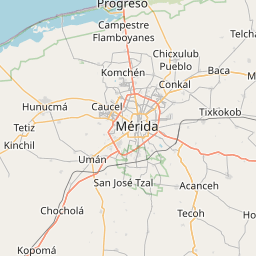 Progreso
Campestre
Flamboyanes
Telcha
Chicxulub
Pueblo
Komchén
Baca
Conkal
Hunucmá
Caucel
Tixkokob
Mérida
Tetiz
Kinchil
Umán
San José Tzal
Acanceh
Chocholá
Tecoh
Kopomá